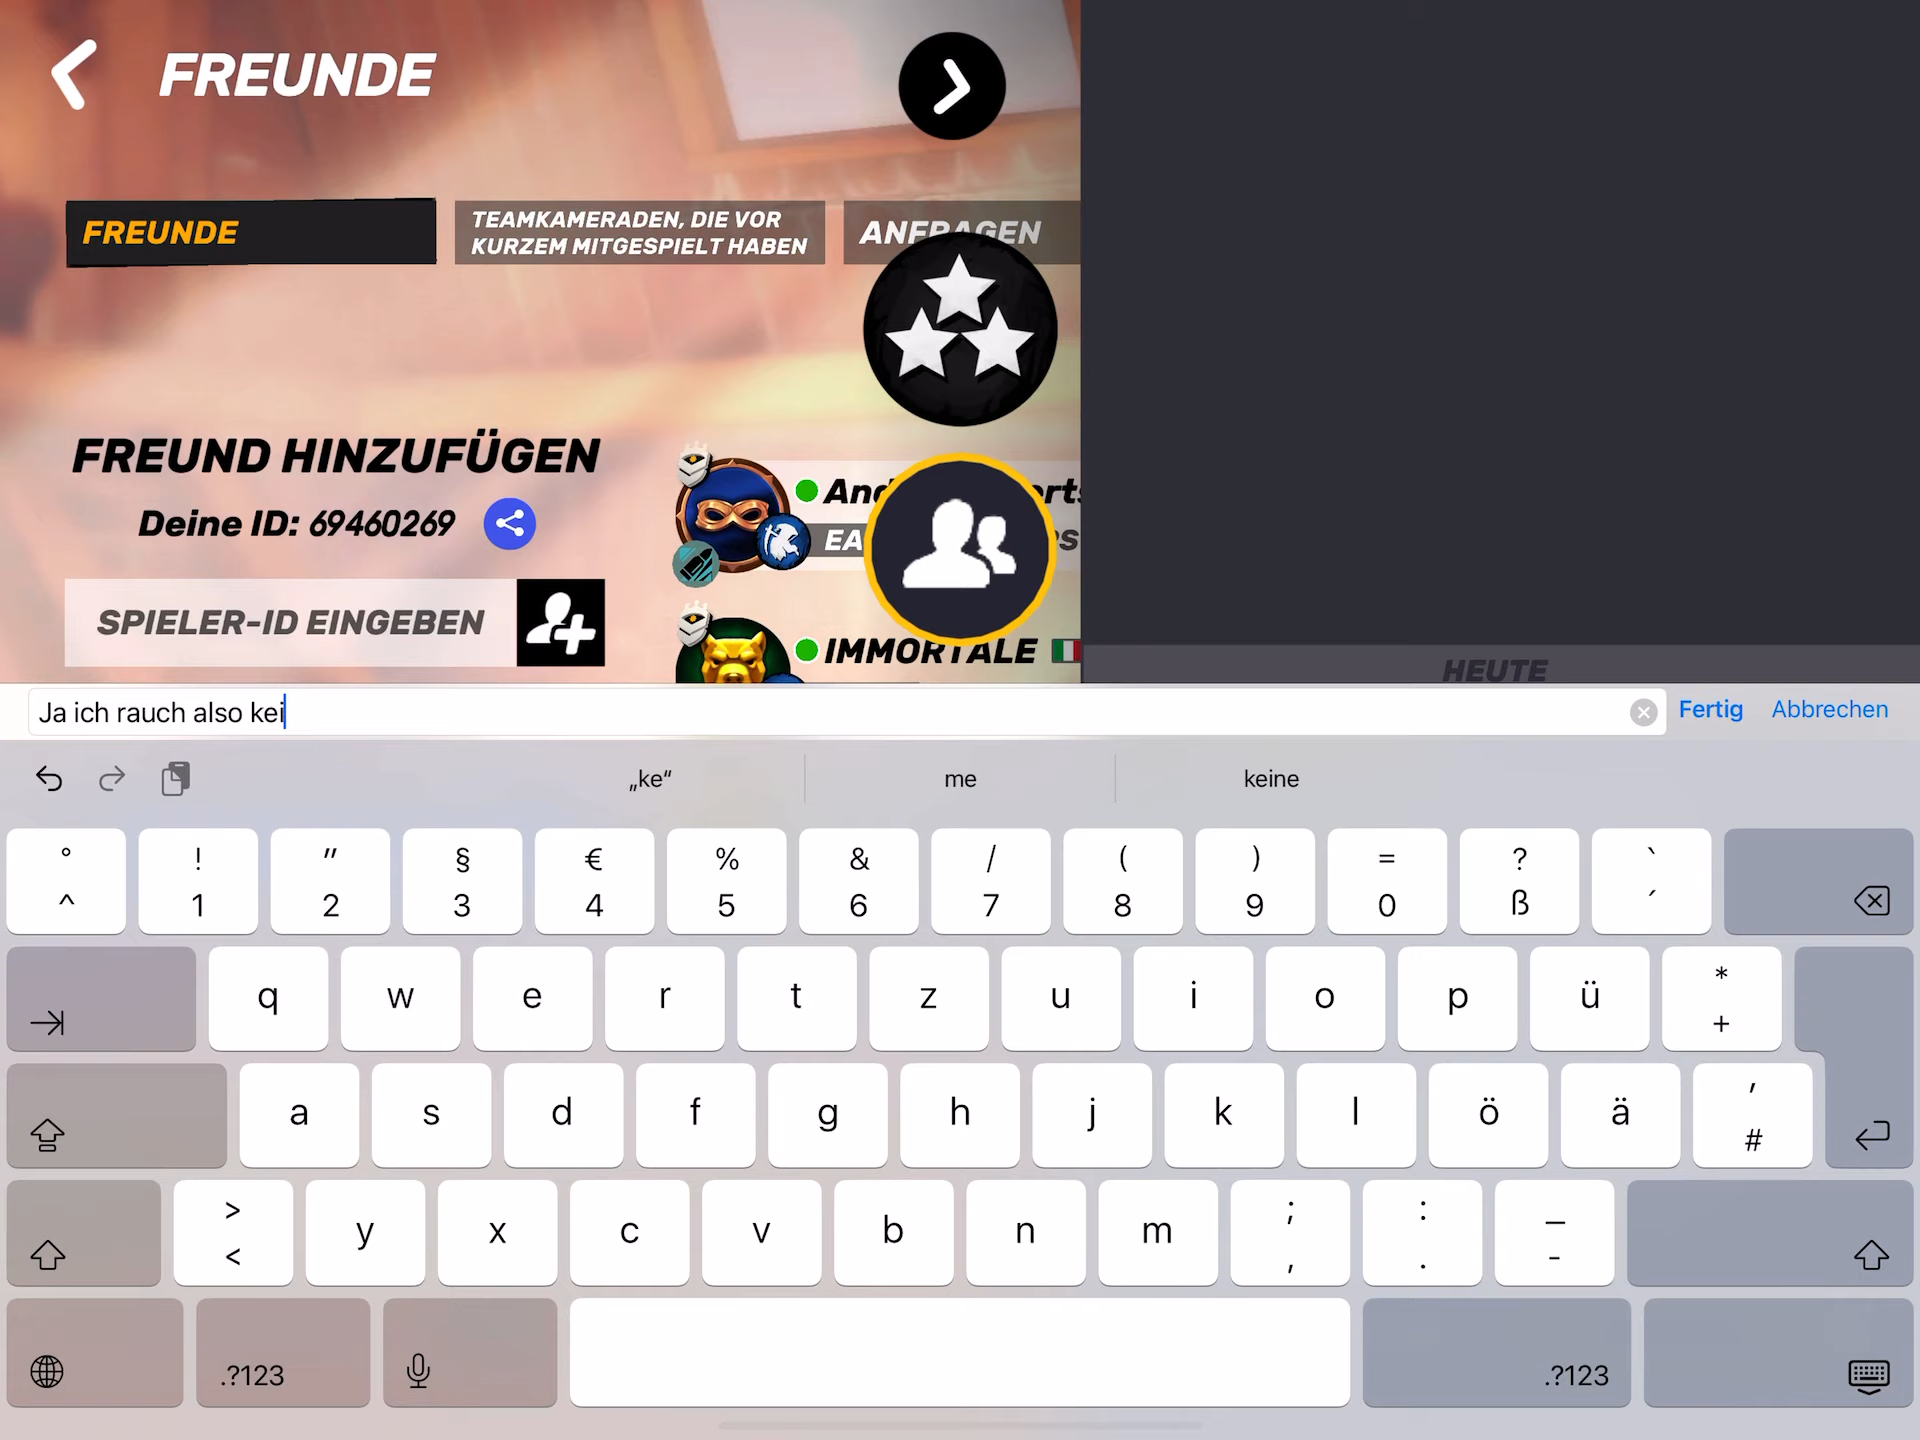 FREUNDE
FREUNDE
TEAMKAMERADEN, DIE VOR
KURZEM MITGESPIELT HABEN
ANFRAGEN
FREUND HINZUFÜGEN
Deine ID: 69460269
SPIELER-ID EINGEBEN
IMMORTALE
HEUTE
Ja ich rauch also kei
Fertig
Abbrechen
„ke“
me
keine
° ! " § € % & / ( ) = ? `
^ 1 2 3 4 5 6 7 8 9 0 ß ´
q w e r t z u i o p ü * +
a s d f g h j k l ö ä ' #
> < y x c v b n m ; , : . _ -
.?123
.?123